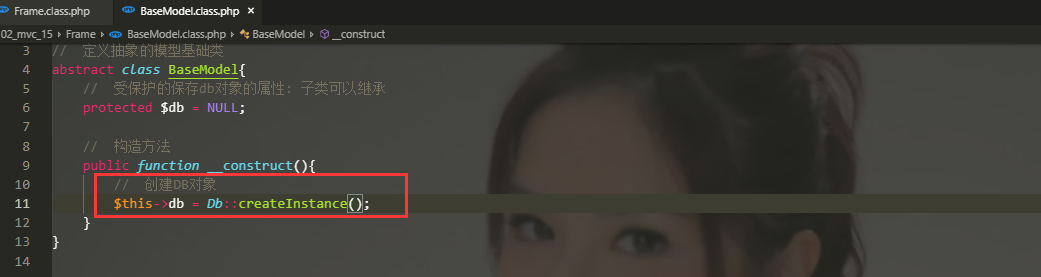 Frame.class.php
BaseModel.class.php ×
02_mvc_15 > Frame > BaseModel.class.php > BaseModel > __construct
3 // 定义抽象的模型基础类
4 abstract class BaseModel{
5 // 受保护的保存db对象的属性: 子类可以继承
6 protected $db = NULL;
7
8 // 构造方法
9 public function __construct(){
10 // 创建DB对象
11 $this->db = Db::createInstance();
12 }
13 }
14